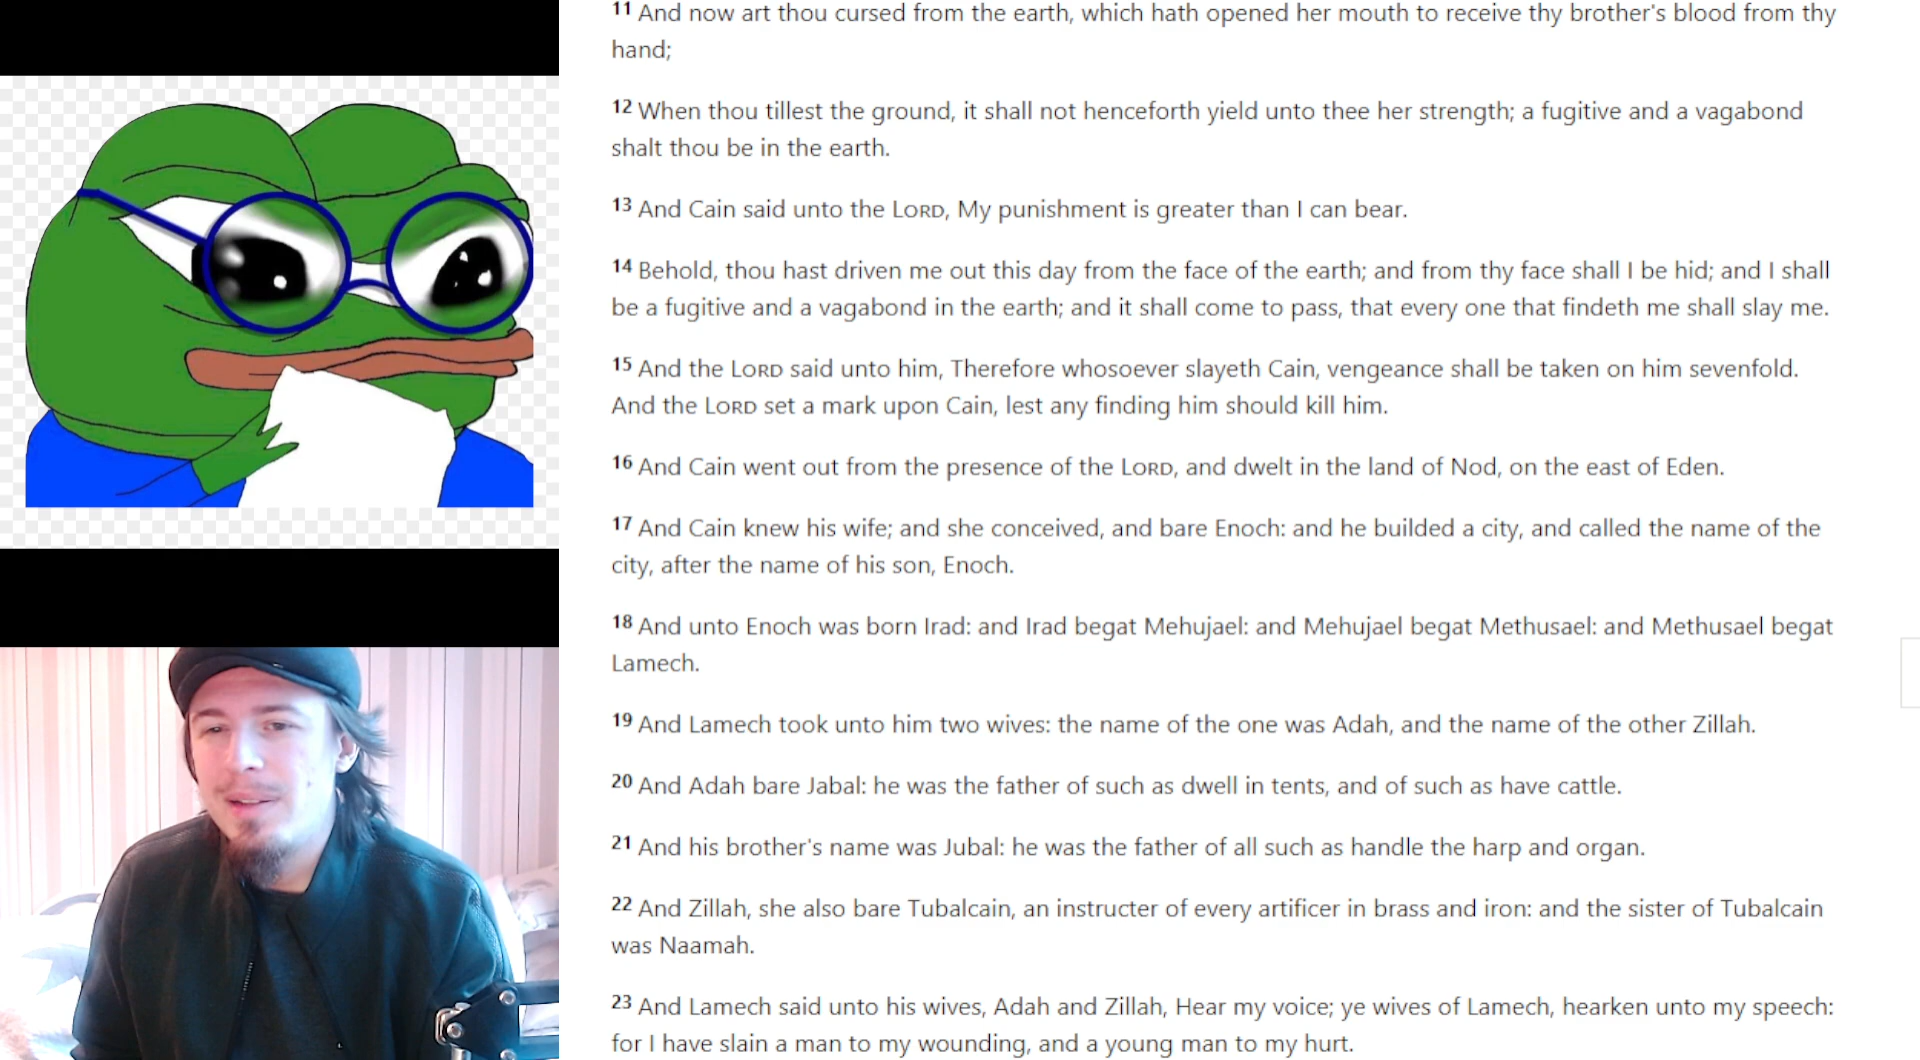 11 And now art thou cursed from the earth, which hath opened her mouth to receive thy brother's blood from thy
hand;
12 When thou tillest the ground, it shall not henceforth yield unto thee her strength; a fugitive and a vagabond
shalt thou be in the earth.
13 And Cain said unto the LORD, My punishment is greater than I can bear.
14 Behold, thou hast driven me out this day from the face of the earth; and from thy face shall I be hid; and I shall
be a fugitive and a vagabond in the earth; and it shall come to pass, that every one that findeth me shall slay me.
15 And the LORD said unto him, Therefore whosoever slayeth Cain, vengeance shall be taken on him sevenfold.
And the LORD set a mark upon Cain, lest any finding him should kill him.
16 And Cain went out from the presence of the LORD, and dwelt in the land of Nod, on the east of Eden.
17 And Cain knew his wife; and she conceived, and bare Enoch: and he builded a city, and called the name of the
city, after the name of his son, Enoch.
18 And unto Enoch was born Irad: and Irad begat Mehujael: and Mehujael begat Methusael: and Methusael begat
Lamech.
19 And Lamech took unto him two wives: the name of the one was Adah, and the name of the other Zillah.
20 And Adah bare Jabal: he was the father of such as dwell in tents, and of such as have cattle.
21 And his brother's name was Jubal: he was the father of all such as handle the harp and organ.
22 And Zillah, she also bare Tubalcain, an instructer of every artificer in brass and iron: and the sister of Tubalcain
was Naamah.
23 And Lamech said unto his wives, Adah and Zillah, Hear my voice; ye wives of Lamech, hearken unto my speech:
for I have slain a man to my wounding, and a young man to my hurt.